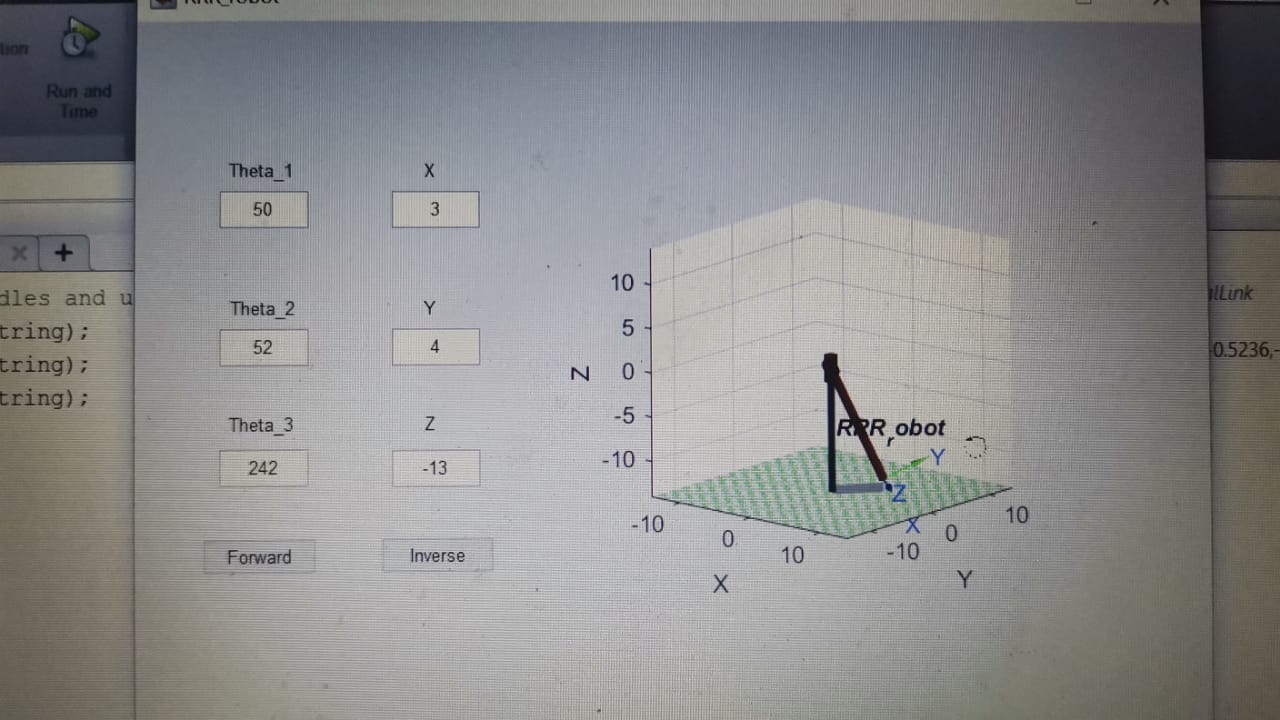 RRR_robot
tion
Run and
Time
Theta_1
X
50
3
Theta_2
Y
52
4
Theta_3
Z
242
-13
Forward
Inverse
+
dles and u
tring);
tring);
tring);
10
5
0
-5
-10
Z
RRR_robot
Y
Z
X
-10
0
10
X
-10
0
10
Y
lLink
0.5236,-